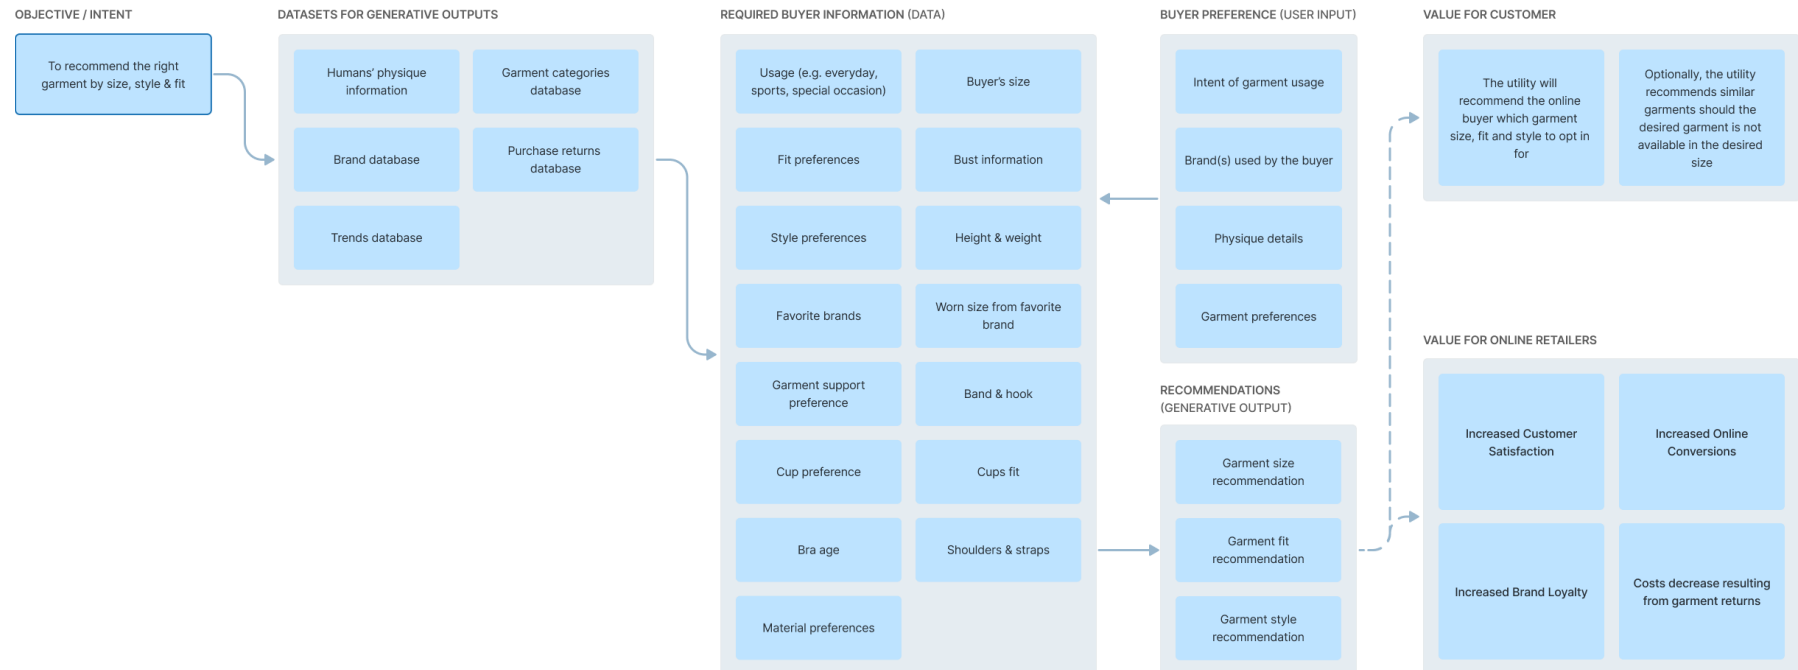 OBJECTIVE / INTENT
To recommend the right
garment by size, style & fit
DATASETS FOR GENERATIVE OUTPUTS
Humans' physique
information
Garment categories
database
Brand database
Purchase returns
database
Trends database
REQUIRED BUYER INFORMATION (DATA)
Usage (e.g. everyday,
sports, special occasion)
Buyer's size
Fit preferences
Bust information
Style preferences
Height & weight
Favorite brands
Worn size from favorite
brand
Garment support
preference
Band & hook
Cup preference
Cups fit
Bra age
Shoulders & straps
Material preferences
BUYER PREFERENCE (USER INPUT)
Intent of garment usage
Brand(s) used by the buyer
Physique details
Garment preferences
RECOMMENDATIONS
(GENERATIVE OUTPUT)
Garment size
recommendation
Garment fit
recommendation
Garment style
recommendation
VALUE FOR CUSTOMER
The utility will
recommend the online
buyer which garment
size, fit and style to opt in
for
Optionally, the utility
recommends similar
garments should the
desired garment is not
available in the desired
size
VALUE FOR ONLINE RETAILERS
Increased Customer
Satisfaction
Increased Online
Conversions
Increased Brand Loyalty
Costs decrease resulting
from garment returns